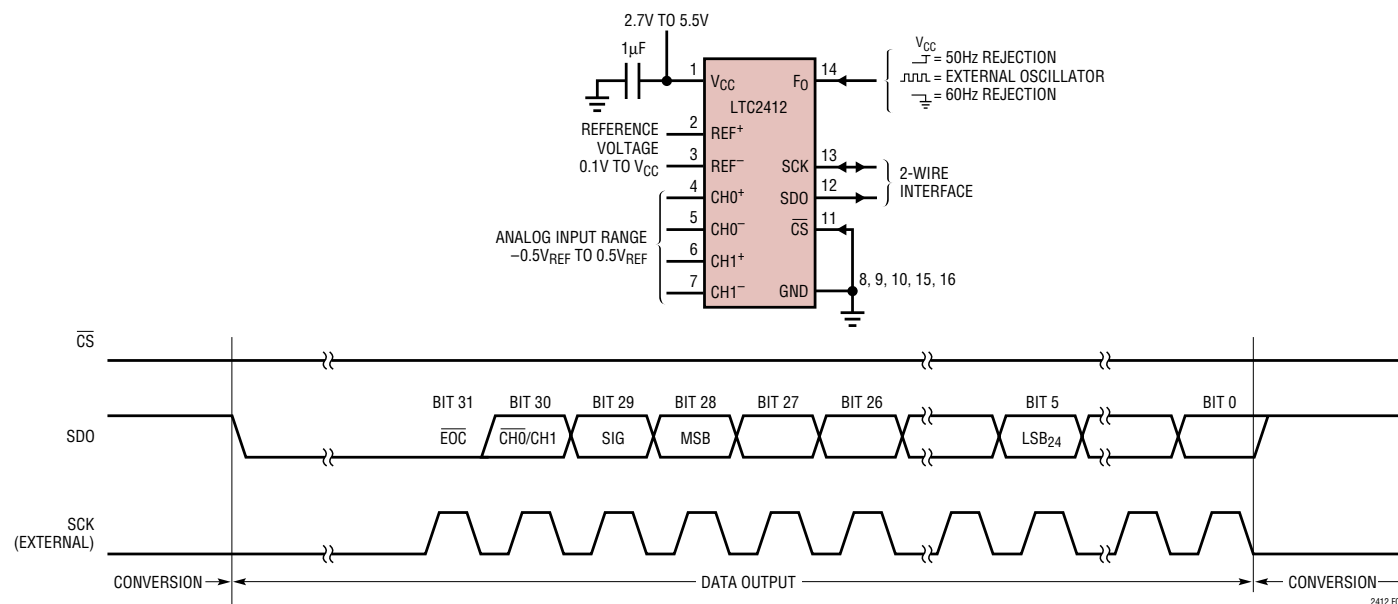 2.7V TO 5.5V
1µF
1
VCC
LTC2412
FO
14
VCC
= 50Hz REJECTION
= EXTERNAL OSCILLATOR
= 60Hz REJECTION
REFERENCE
VOLTAGE
0.1V TO VCC
2
REF+
3
REF–
SCK
13
SDO
12
2-WIRE
INTERFACE
ANALOG INPUT RANGE
–0.5VREF TO 0.5VREF
4
CH0+
5
CH0–
6
CH1+
7
CH1–
CS
11
GND
8, 9, 10, 15, 16
CS
SDO
BIT 31
BIT 30
BIT 29
BIT 28
BIT 27
BIT 26
BIT 5
BIT 0
EOC
CH0/CH1
SIG
MSB
LSB24
SCK
(EXTERNAL)
CONVERSION
DATA OUTPUT
CONVERSION